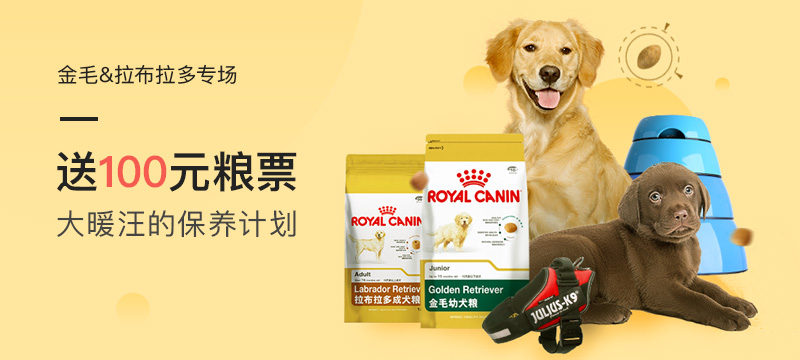 金毛&拉布拉多专场
送100元粮票
大暖汪的保养计划
ROYAL CANIN
Adult
Labrador Retriever
拉布拉多成犬粮
ROYAL CANIN
Junior
Golden Retriever
金毛幼犬粮
JULIUS-K9